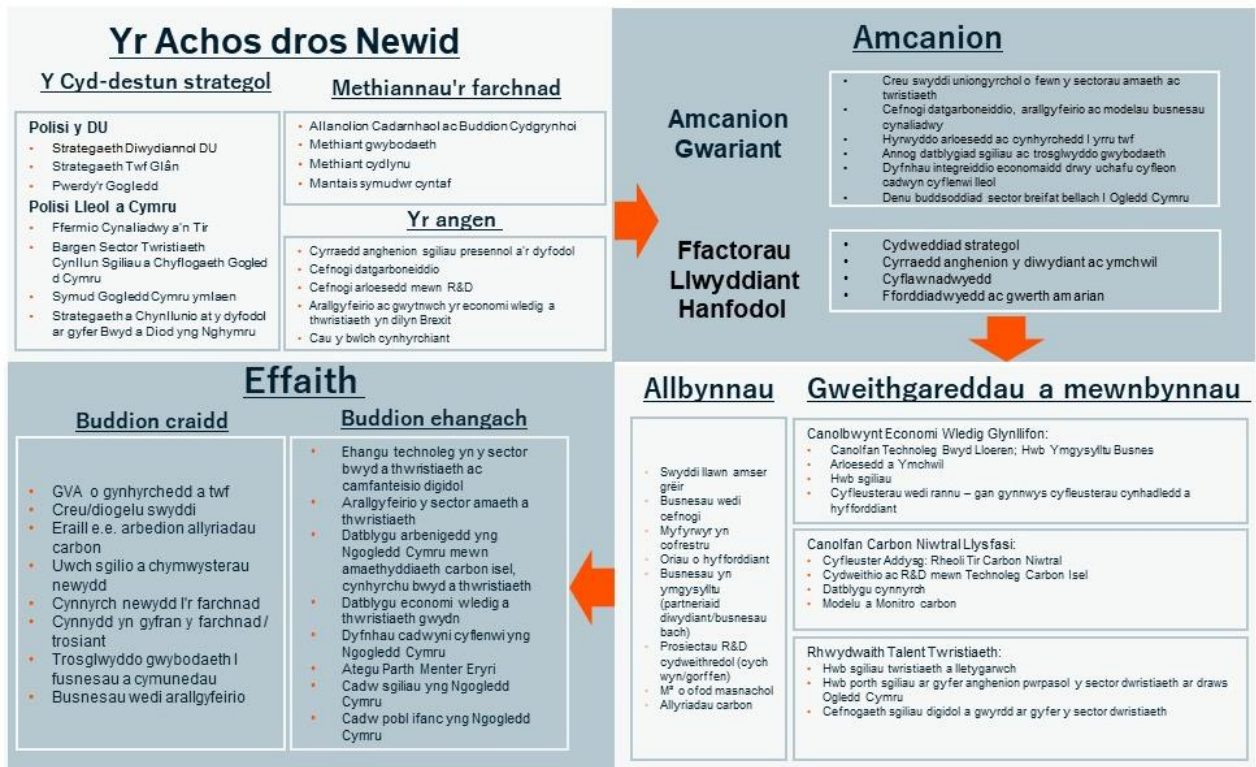 Yr Achos dros Newid
Y Cyd-destun strategol
Polisi y DU
• Strategaeth Diwydiannol DU
• Strategaeth Twf Glân
• Pwerdy'r Gogledd
Polisi Lleol a Cymru
• Ffermio Cynaliadwy a'n Tir
• Bargen Sector Twristiaeth
Cynllun Sgiliau a Chyflogaeth Gogled
d Cymru
• Symud Gogledd Cymru ymlaen
• Strategaeth a Chynllunio at y dyfodol
ar gyfer Bwyd a Diod yng Nghymru
Methiannau'r farchnad
• Allanolion Cadarnhaol ac Buddion Cydgrynhoi
• Methiant gwybodaeth
• Methiant cydlynu
• Mantais symudwr cyntaf
Yr angen
• Cyrraedd anghenion sgiliau presennol a'r dyfodol
• Cefnogi datgarboneiddio
• Cefnogi arloesedd mewn R&D
• Arallgyfeirio ac gwytnwch yr economi wledig a
thwristiaeth yn dilyn Brexit
• Cau y bwlch cynhyrchiant
Amcanion
Amcanion
Gwariant
• Creu swyddi uniongyrchol o fewn y sectorau amaeth ac
twristiaeth
• Cefnogi datgarboneiddio, arallgyfeirio ac modelau busnesau
cynaliadwy
• Hyrwyddo arloesedd ac cynhyrchedd I yrru twf
• Annog datblygiad sgiliau ac trosglwyddo gwybodaeth
• Dyfnhau integreiddio economaidd drwy uchafu cyfleon
cadwyn cyflenwi lleol
• Denu buddsoddiad sector breifat bellach I Ogledd Cymru
Ffactorau
Llwyddiant
Hanfodol
• Cydweddiad strategol
• Cyrraedd anghenion y diwydiant ac ymchwil
• Cyflawnadwyedd
• Fforddiadwyedd ac gwerth am arian
Gweithgareddau a mewnbynnau
Canolbwynt Economi Wledig Glynllifon:
• Canolfan Technoleg Bwyd Lloeren; Hwb Ymgysylltu Busnes
• Arloesedd a Ymchwil
• Hwb sgiliau
• Cyfleusterau wedi rannu – gan gynnwys cyfleusterau cynhadledd a
hyfforddiant
Canolfan Carbon Niwtral Llysfasi:
• Cyfleuster Addysg: Rheoli Tir Carbon Niwtral
• Cydweithio ac R&D mewn Technoleg Carbon Isel
• Datblygu cynnyrch
• Modelu a Monitro carbon
Rhwydwaith Talent Twristiaeth:
• Hwb sgiliau twristiaeth a lletygarwch
• Hwb porth sgiliau ar gyfer anghenion pwrpasol y sector dwristiaeth ar draws
Ogledd Cymru
• Cefnogaeth sgiliau digidol a gwyrdd ar gyfer y sector dwristiaeth
Allbynnau
• Swyddi llawn amser
grëir
• Busnesau wedi
cefnogi
• Myfyrwyr yn
cofrestru
• Oriau o hyfforddiant
• Busnesau yn
ymgysylltu
(partneriaid
diwydiant/busnesau
bach)
• Prosiectau R&D
cydweithredol (cych
wyn/gorffen)
• M² o ofod masnachol
• Allyriadau carbon
Effaith
Buddion craidd
• GVA o gynhyrchedd a twf
• Creu/diogelu swyddi
• Eraill e.e. arbedion allyriadau
carbon
• Uwch sgilio a chymwysterau
newydd
• Cynnyrch newydd I'r farchnad
• Cynnydd yn gyfran y farchnad /
trosiant
• Trosglwyddo gwybodaeth I
fusnesau a cymunedau
• Busnesau wedi arallgyfeirio
Buddion ehangach
• Ehangu technoleg yn y sector
bwyd a thwristiaeth ac
camfanteisio digidol
• Arallgyfeirio y sector amaeth a
thwristiaeth
• Datblygu arbenigedd yng
Ngogledd Cymru mewn
amaethyddiaeth carbon isel,
cynhyrchu bwyd a thwristiaeth
• Datblygu economi wledig a
thwristiaeth gwydn
• Dyfnhau cadwyni cyflenwi yng
Ngogledd Cymru
• Ategu Parth Menter Eryri
• Cadw sgiliau yng Ngogledd
Cymru
• Cadw pobl ifanc yng Ngogledd
Cymru